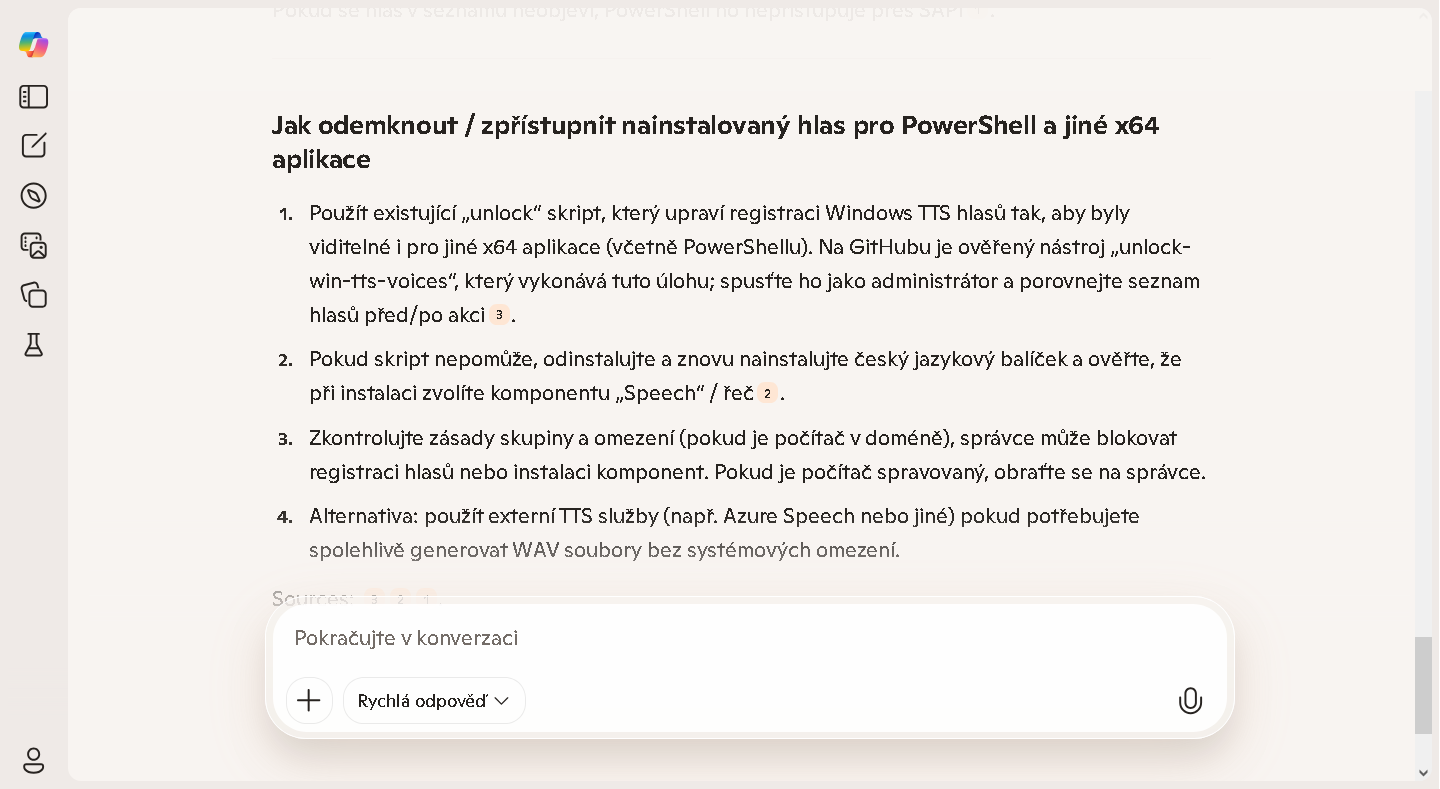 Pokud se hlas v seznamu neobjeví, PowerShell ho nepřistupuje přes SAPI
Jak odemknout / zpřístupnit nainstalovaný hlas pro PowerShell a jiné x64
aplikace
1. Použít existující „unlock“ skript, který upraví registraci Windows TTS hlasů tak, aby byly
viditelné i pro jiné x64 aplikace (včetně PowerShellu). Na GitHubu je ověřený nástroj „unlock-
win-tts-voices“, který vykonává tuto úlohu; spusťte ho jako administrátor a porovnejte seznam
hlasů před/po akci 3 .
2. Pokud skript nepomůže, odinstalujte a znovu nainstalujte český jazykový balíček a ověřte, že
při instalaci zvolíte komponentu „Speech“ / řeč 2 .
3. Zkontrolujte zásady skupiny a omezení (pokud je počítač v doméně), správce může blokovat
registraci hlasů nebo instalaci komponent. Pokud je počítač spravovaný, obraťte se na správce.
4. Alternativa: použít externí TTS služby (např. Azure Speech nebo jiné) pokud potřebujete
spolehlivě generovat WAV soubory bez systémových omezení.
Sources: 3 2 1 .
Pokračujte v konverzaci
Rychlá odpověď